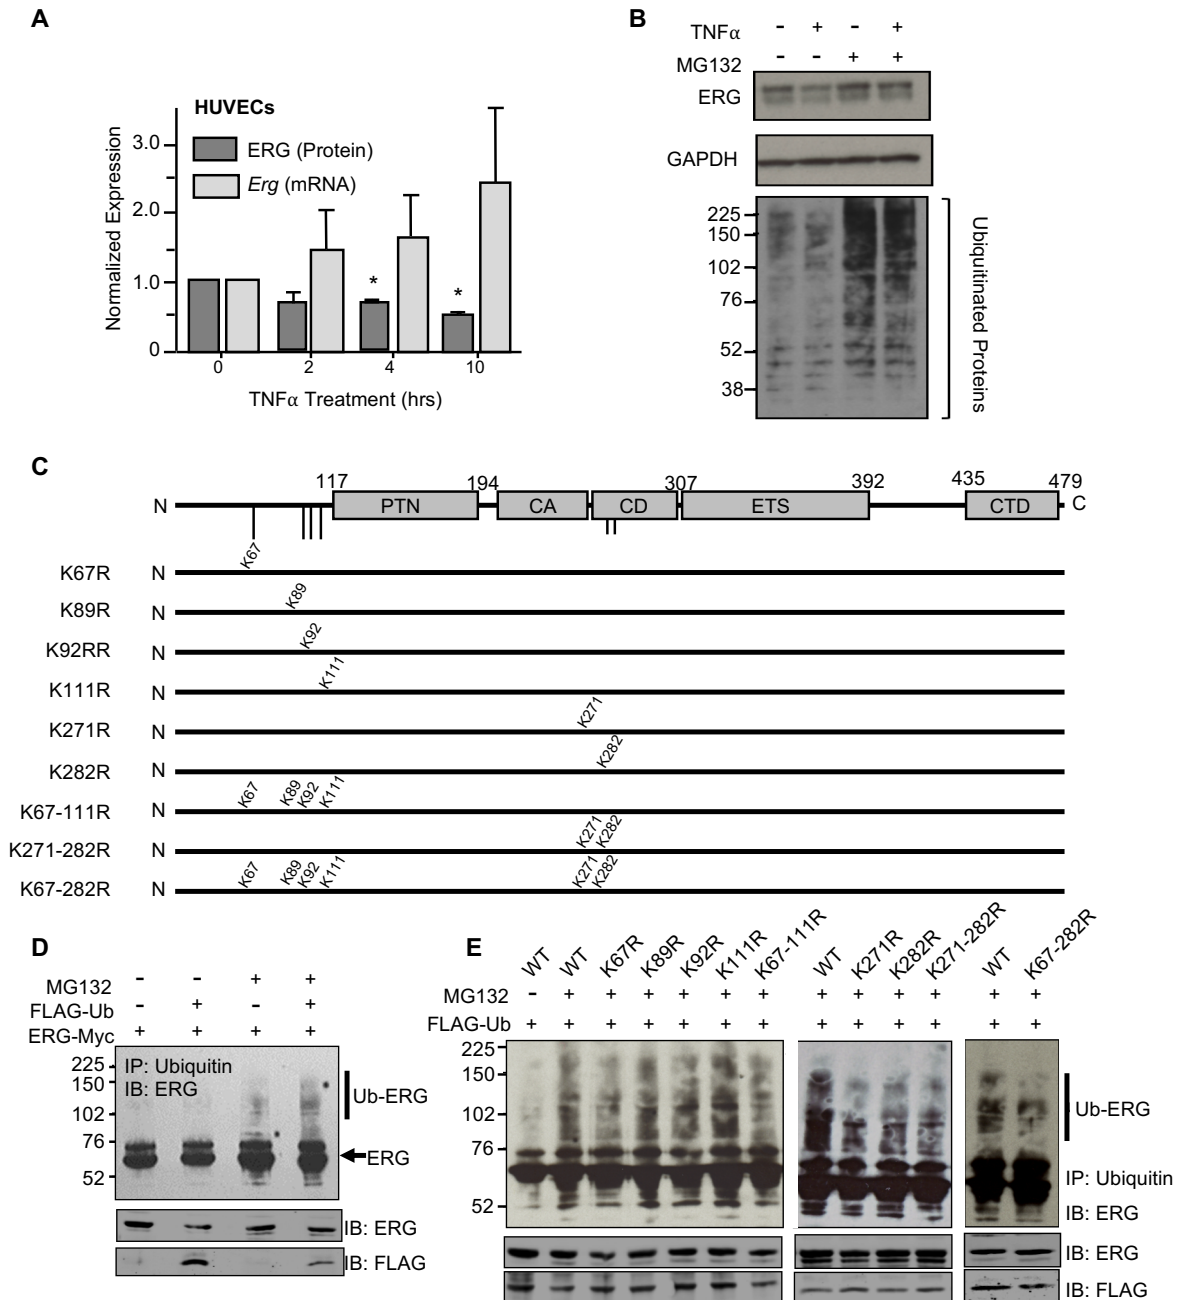 A
HUVECs
ERG (Protein)
Erg (mRNA)
Normalized Expression
3.0
2.0
1.0
0
* *
0 2 4 10
TNFα Treatment (hrs)
B
TNFα - + - +
MG132 - - + +
ERG
GAPDH
225
150
102
76
52
38
Ubiquitinated Proteins
C
117 194 307 392 435 479
N PTN CA CD ETS CTD C
K67
K67R N
K89
K89R N
K92
K92RR N
K111
K111R N
K271
K271R N
K282
K282R N
K67 K89 K92 K111
K67-111R N
K271 K282
K271-282R N
K67 K89 K92 K111 K271 K282
K67-282R N
D
MG132 - - + +
FLAG-Ub - + - +
ERG-Myc + + + +
IP: Ubiquitin
IB: ERG
225
150
102
76
52
Ub-ERG
ERG
IB: ERG
IB: FLAG
E
WT WT K67R K89R K92R K111R K67-111R WT K271R K282R K271-282R WT K67-282R
MG132 - + + + + + + + + + + + +
FLAG-Ub + + + + + + + + + + + + +
225
150
102
76
52
Ub-ERG
IP: Ubiquitin
IB: ERG
IB: ERG
IB: FLAG